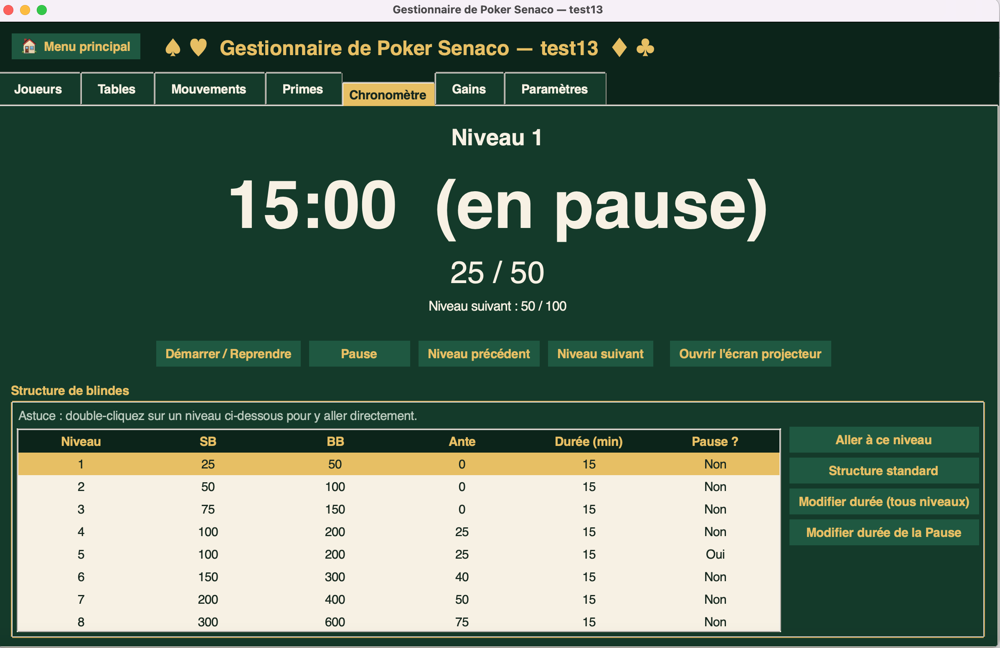 Gestionnaire de Poker Senaco — test13
Menu principal
♠ ♥ Gestionnaire de Poker Senaco — test13 ♦ ♣
Joueurs Tables Mouvements Primes Chronomètre Gains Paramètres
Niveau 1
15:00 (en pause)
25 / 50
Niveau suivant : 50 / 100
Démarrer / Reprendre Pause Niveau précédent Niveau suivant Ouvrir l'écran projecteur
Structure de blindes
Astuce : double-cliquez sur un niveau ci-dessous pour y aller directement.
Niveau SB BB Ante Durée (min) Pause ?
1 25 50 0 15 Non
2 50 100 0 15 Non
3 75 150 0 15 Non
4 100 200 25 15 Non
5 100 200 25 15 Oui
6 150 300 40 15 Non
7 200 400 50 15 Non
8 300 600 75 15 Non
Aller à ce niveau
Structure standard
Modifier durée (tous niveaux)
Modifier durée de la Pause